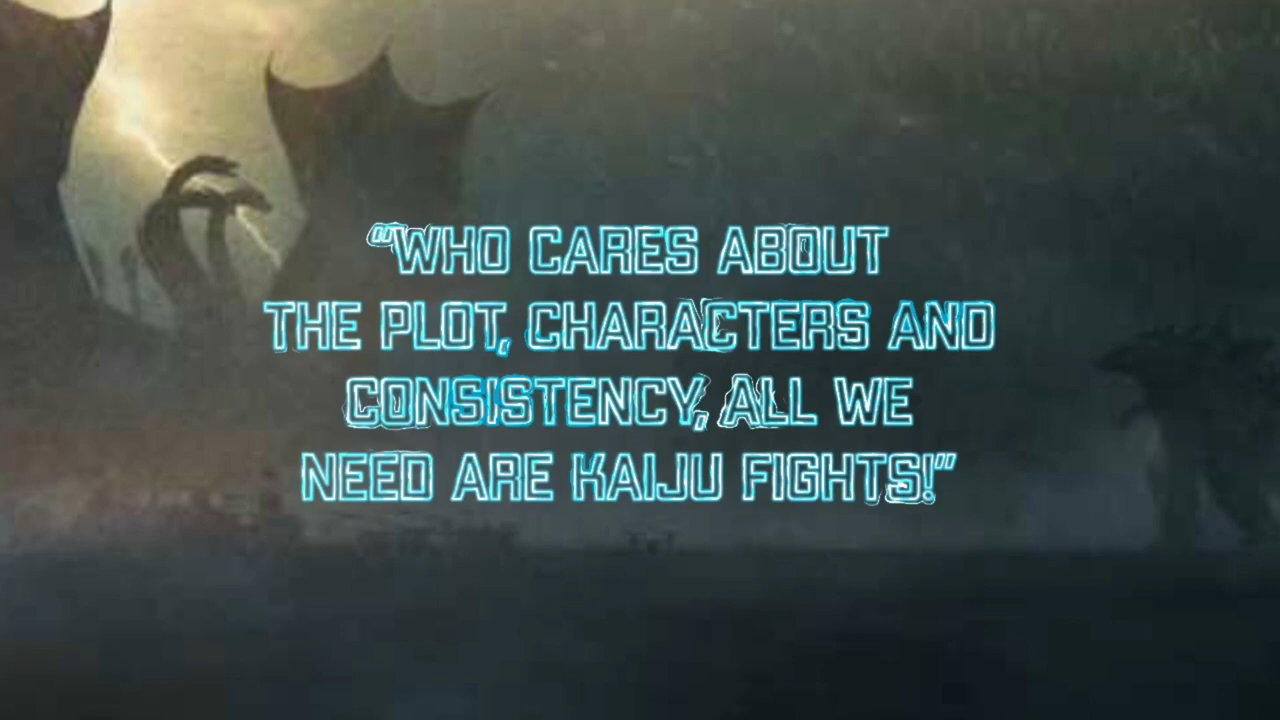 "WHO CARES ABOUT
THE PLOT, CHARACTERS AND
CONSISTENCY, ALL WE
NEED ARE KAIJU FIGHTS!"